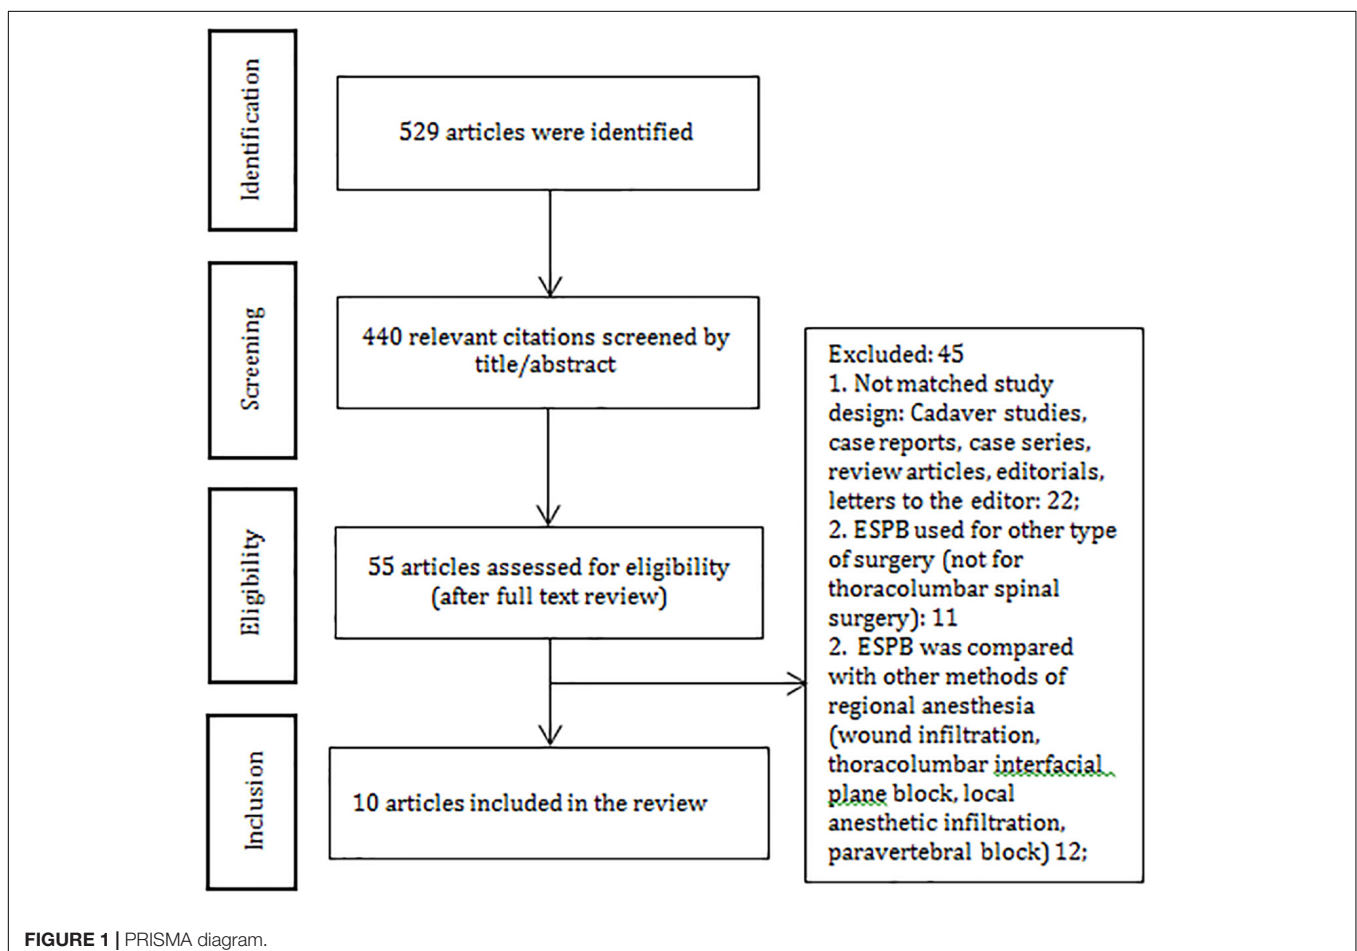 Identification
529 articles were identified
Screening
440 relevant citations screened by
title/abstract
Eligibility
55 articles assessed for eligibility
(after full text review)
Excluded: 45
1. Not matched study
design: Cadaver studies,
case reports, case series,
review articles, editorials,
letters to the editor: 22;
2. ESPB used for other type
of surgery (not for
thoracolumbar spinal
surgery): 11
2. ESPB was compared
with other methods of
regional anesthesia
(wound infiltration,
thoracolumbar interfacial
plane block, local
anesthetic infiltration,
paravertebral block) 12;
Inclusion
10 articles included in the review
FIGURE 1 | PRISMA diagram.